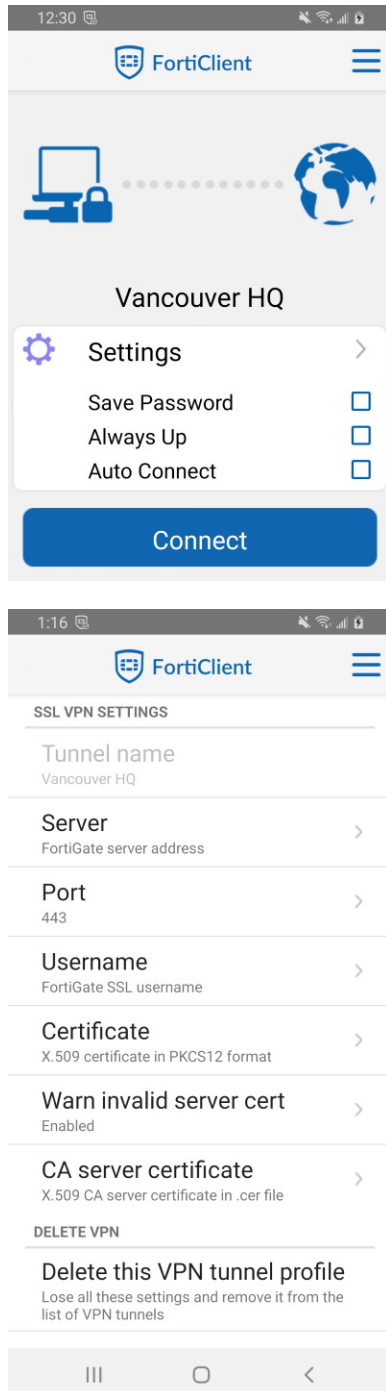 12:30
FortiClient
Vancouver HQ
Settings
Save Password
Always Up
Auto Connect
Connect
1:16
FortiClient
SSL VPN SETTINGS
Tunnel name
Vancouver HQ
Server
FortiGate server address
Port
443
Username
FortiGate SSL username
Certificate
X.509 certificate in PKCS12 format
Warn invalid server cert
Enabled
CA server certificate
X.509 CA server certificate in .cer file
DELETE VPN
Delete this VPN tunnel profile
Lose all these settings and remove it from the
list of VPN tunnels